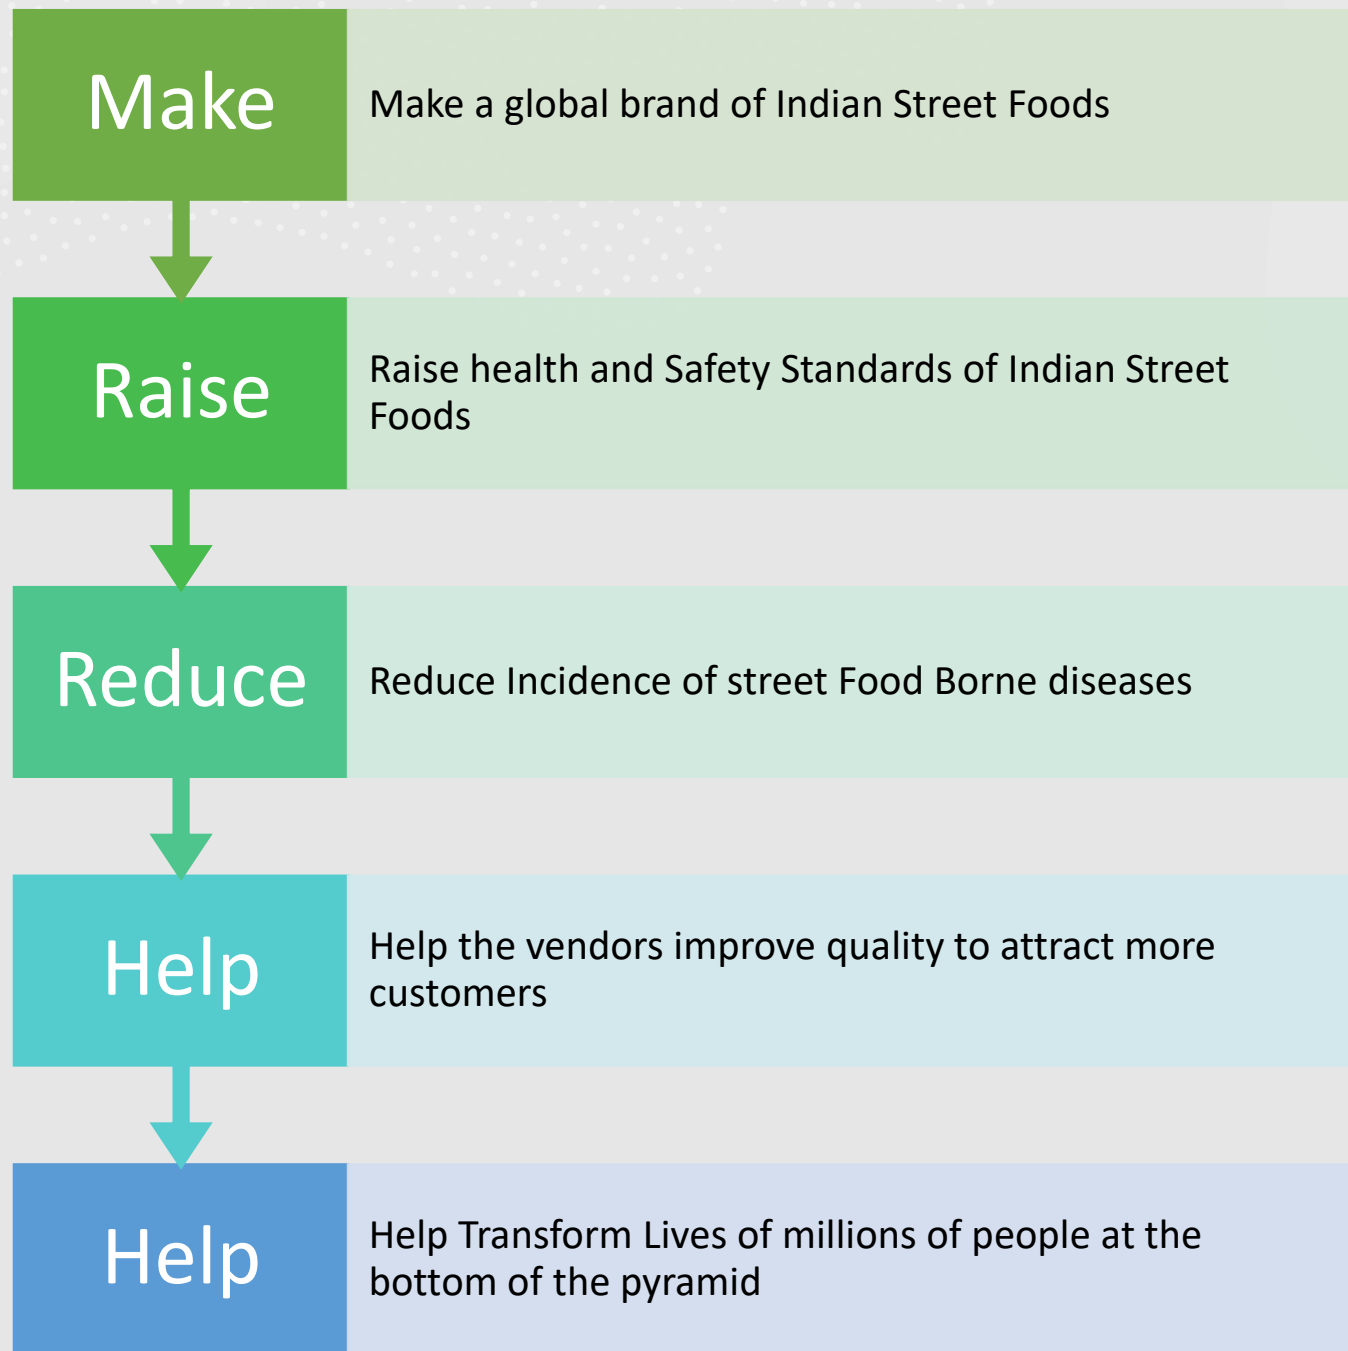 Make
Make a global brand of Indian Street Foods
Raise
Raise health and Safety Standards of Indian Street
Foods
Reduce
Reduce Incidence of street Food Borne diseases
Help
Help the vendors improve quality to attract more
customers
Help
Help Transform Lives of millions of people at the
bottom of the pyramid